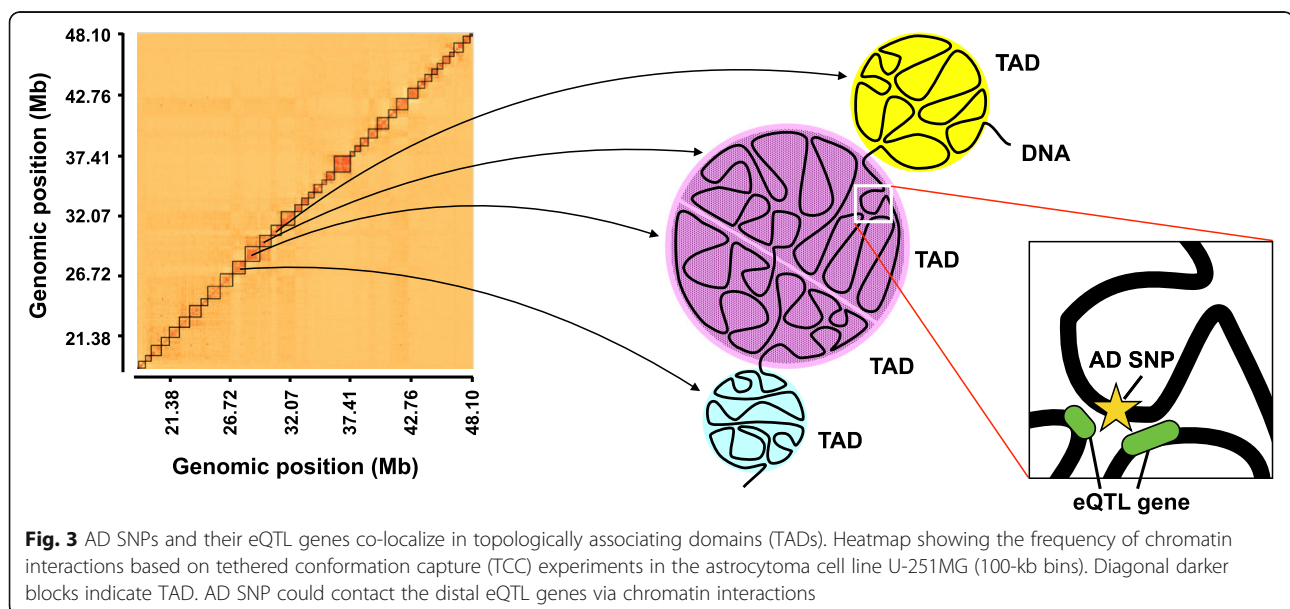 Genomic position (Mb)
48.10
42.76
37.41
32.07
26.72
21.38
21.38
26.72
32.07
37.41
42.76
48.10
Genomic position (Mb)
TAD
DNA
TAD
TAD
TAD
AD SNP
eQTL gene
Fig. 3 AD SNPs and their eQTL genes co-localize in topologically associating domains (TADs). Heatmap showing the frequency of chromatin
interactions based on tethered conformation capture (TCC) experiments in the astrocytoma cell line U-251MG (100-kb bins). Diagonal darker
blocks indicate TAD. AD SNP could contact the distal eQTL genes via chromatin interactions